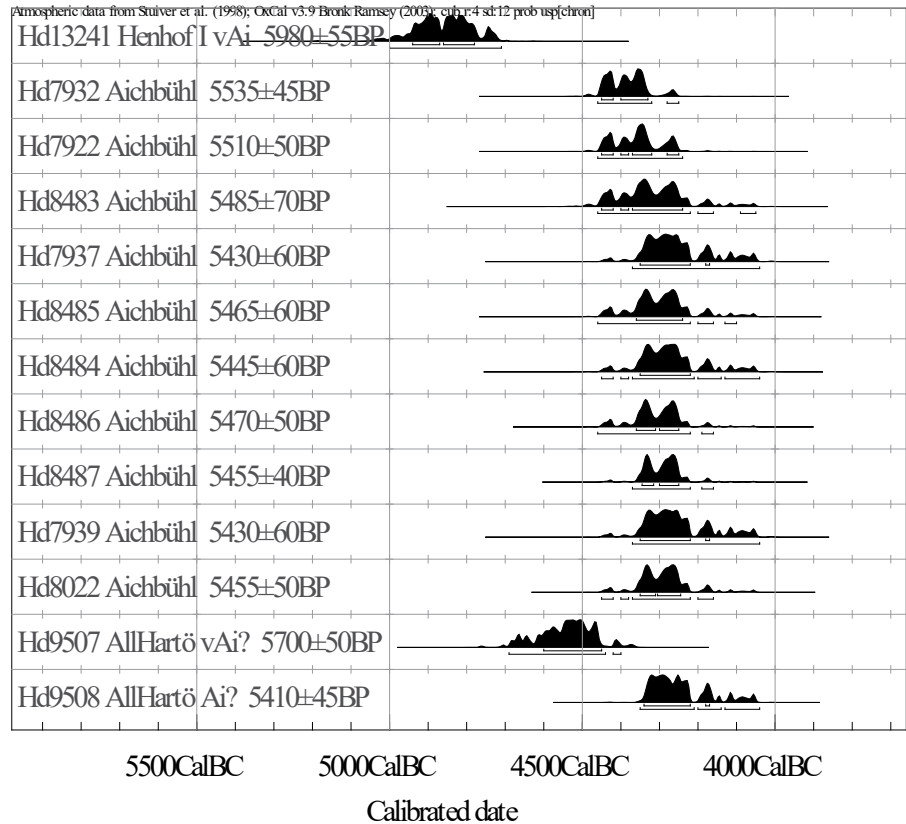 Atmospheric data from Stuiver et al. (1998); OxCal v3.9 Bronk Ramsey (2003); cub r:4 sd:12 prob usp[chron]
Hd13241 Henhof I vAi 5980±55BP
Hd7932 Aichbühl 5535±45BP
Hd7922 Aichbühl 5510±50BP
Hd8483 Aichbühl 5485±70BP
Hd7937 Aichbühl 5430±60BP
Hd8485 Aichbühl 5465±60BP
Hd8484 Aichbühl 5445±60BP
Hd8486 Aichbühl 5470±50BP
Hd8487 Aichbühl 5455±40BP
Hd7939 Aichbühl 5430±60BP
Hd8022 Aichbühl 5455±50BP
Hd9507 AllHartö vAi? 5700±50BP
Hd9508 AllHartö Ai? 5410±45BP
5500CalBC 5000CalBC 4500CalBC 4000CalBC
Calibrated date